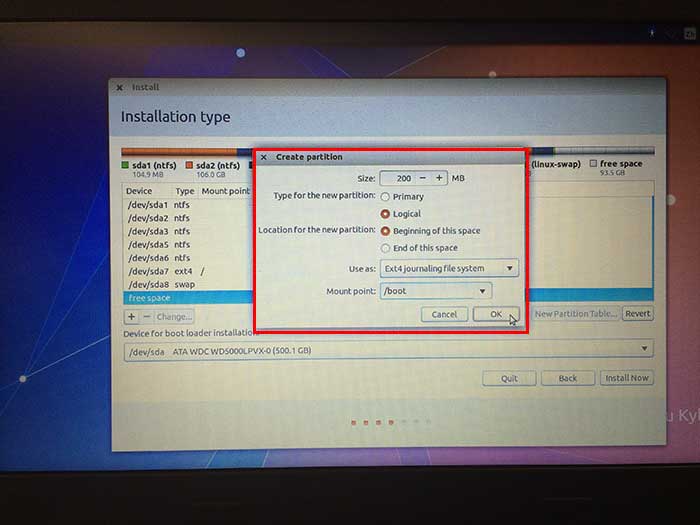 Zh
× Install
Installation type
sda1 (ntfs) sda2 (ntfs) (linux-swap) free space
104.9 MB 106.0 GB 93.5 GB
× Create partition
Size: 200 − + MB
Type for the new partition: Primary
Logical
Location for the new partition: Beginning of this space
End of this space
Use as: Ext4 journaling file system
Mount point: /boot
Cancel OK
Device Type Mount point
/dev/sda1 ntfs
/dev/sda2 ntfs
/dev/sda3 ntfs
/dev/sda5 ntfs
/dev/sda6 ntfs
/dev/sda7 ext4 /
/dev/sda8 swap
free space
+ − Change... New Partition Table... Revert
Device for boot loader installation
/dev/sda ATA WDC WD5000LPVX-0 (500.1 GB)
Quit Back Install Now
u Kyl